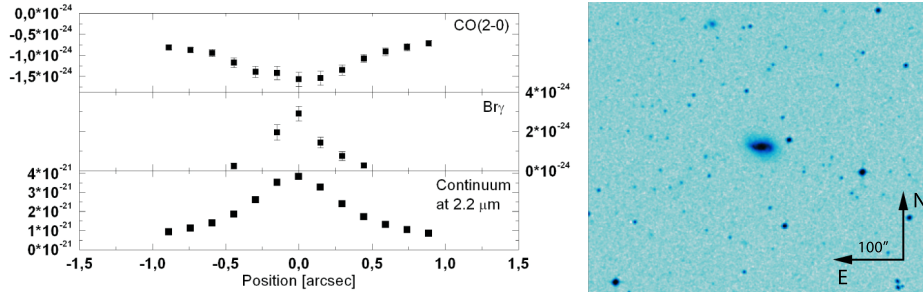 0,0*10⁻²⁴
-5,0*10⁻²⁵
-1,0*10⁻²⁴
-1,5*10⁻²⁴
CO(2-0)
4*10⁻²⁴
2*10⁻²⁴
0*10⁻²⁴
Brγ
4*10⁻²¹
3*10⁻²¹
2*10⁻²¹
1*10⁻²¹
0*10⁻²¹
Continuum
at 2.2 μm
-1,5 -1,0 -0,5 0,0 0,5 1,0 1,5
Position [arcsec]
N
100"
E